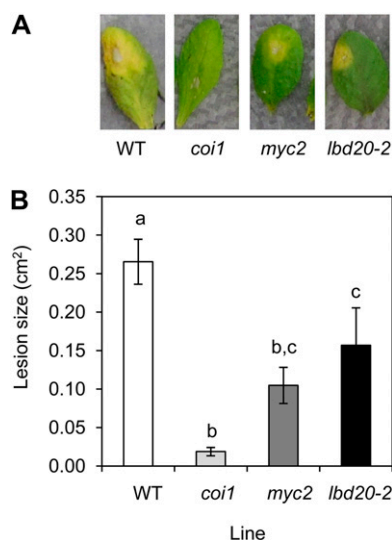 A
WT coi1 myc2 lbd20-2
B
Lesion size (cm²)
0.35
0.30
0.25
0.20
0.15
0.10
0.05
0.00
a
b
b,c
c
WT coi1 myc2 lbd20-2
Line